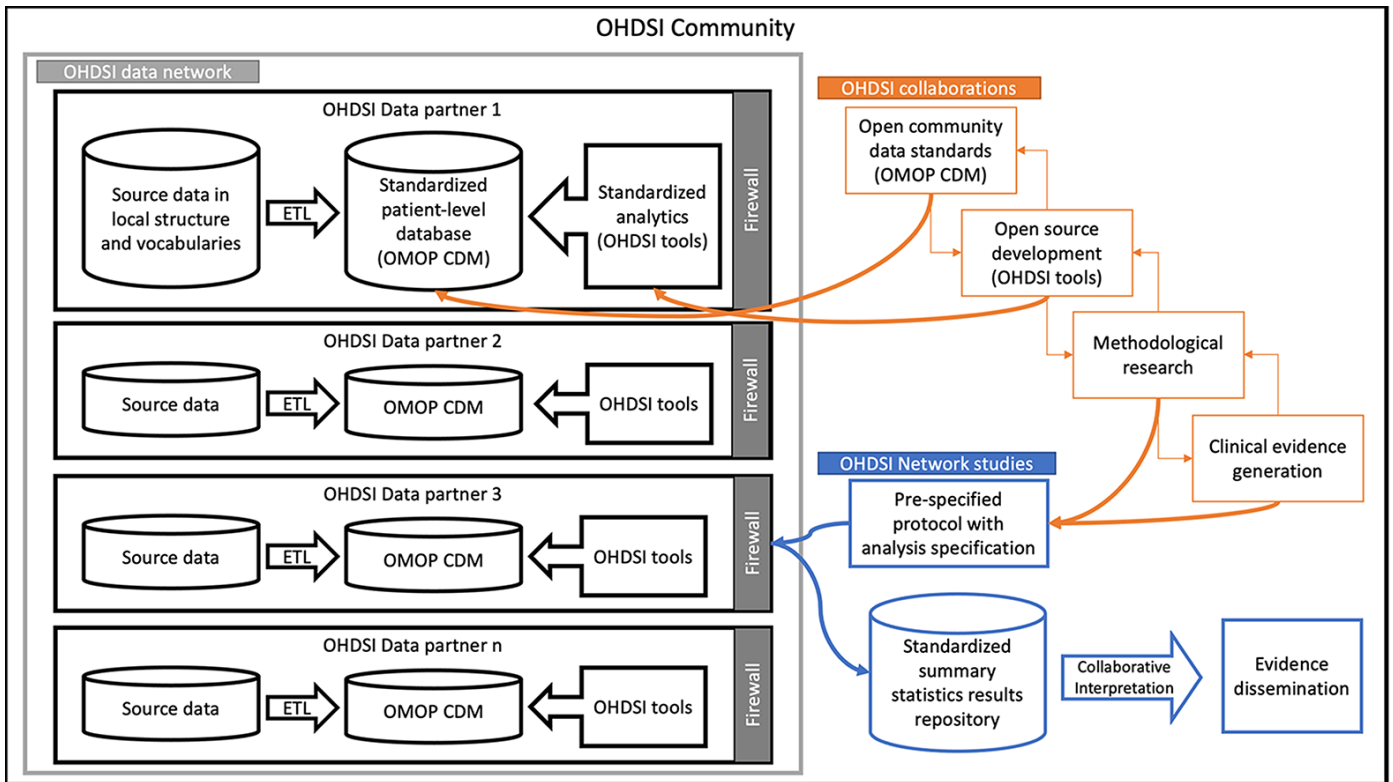 OHDSI Community
OHDSI data network
OHDSI Data partner 1
Source data in
local structure
and vocabularies
ETL
Standardized
patient-level
database
(OMOP CDM)
Standardized
analytics
(OHDSI tools)
Firewall
OHDSI Data partner 2
Source data
ETL
OMOP CDM
OHDSI tools
Firewall
OHDSI Data partner 3
Source data
ETL
OMOP CDM
OHDSI tools
Firewall
OHDSI Data partner n
Source data
ETL
OMOP CDM
OHDSI tools
Firewall
OHDSI collaborations
Open community
data standards
(OMOP CDM)
Open source
development
(OHDSI tools)
Methodological
research
Clinical evidence
generation
OHDSI Network studies
Pre-specified
protocol with
analysis specification
Standardized
summary
statistics results
repository
Collaborative
Interpretation
Evidence
dissemination